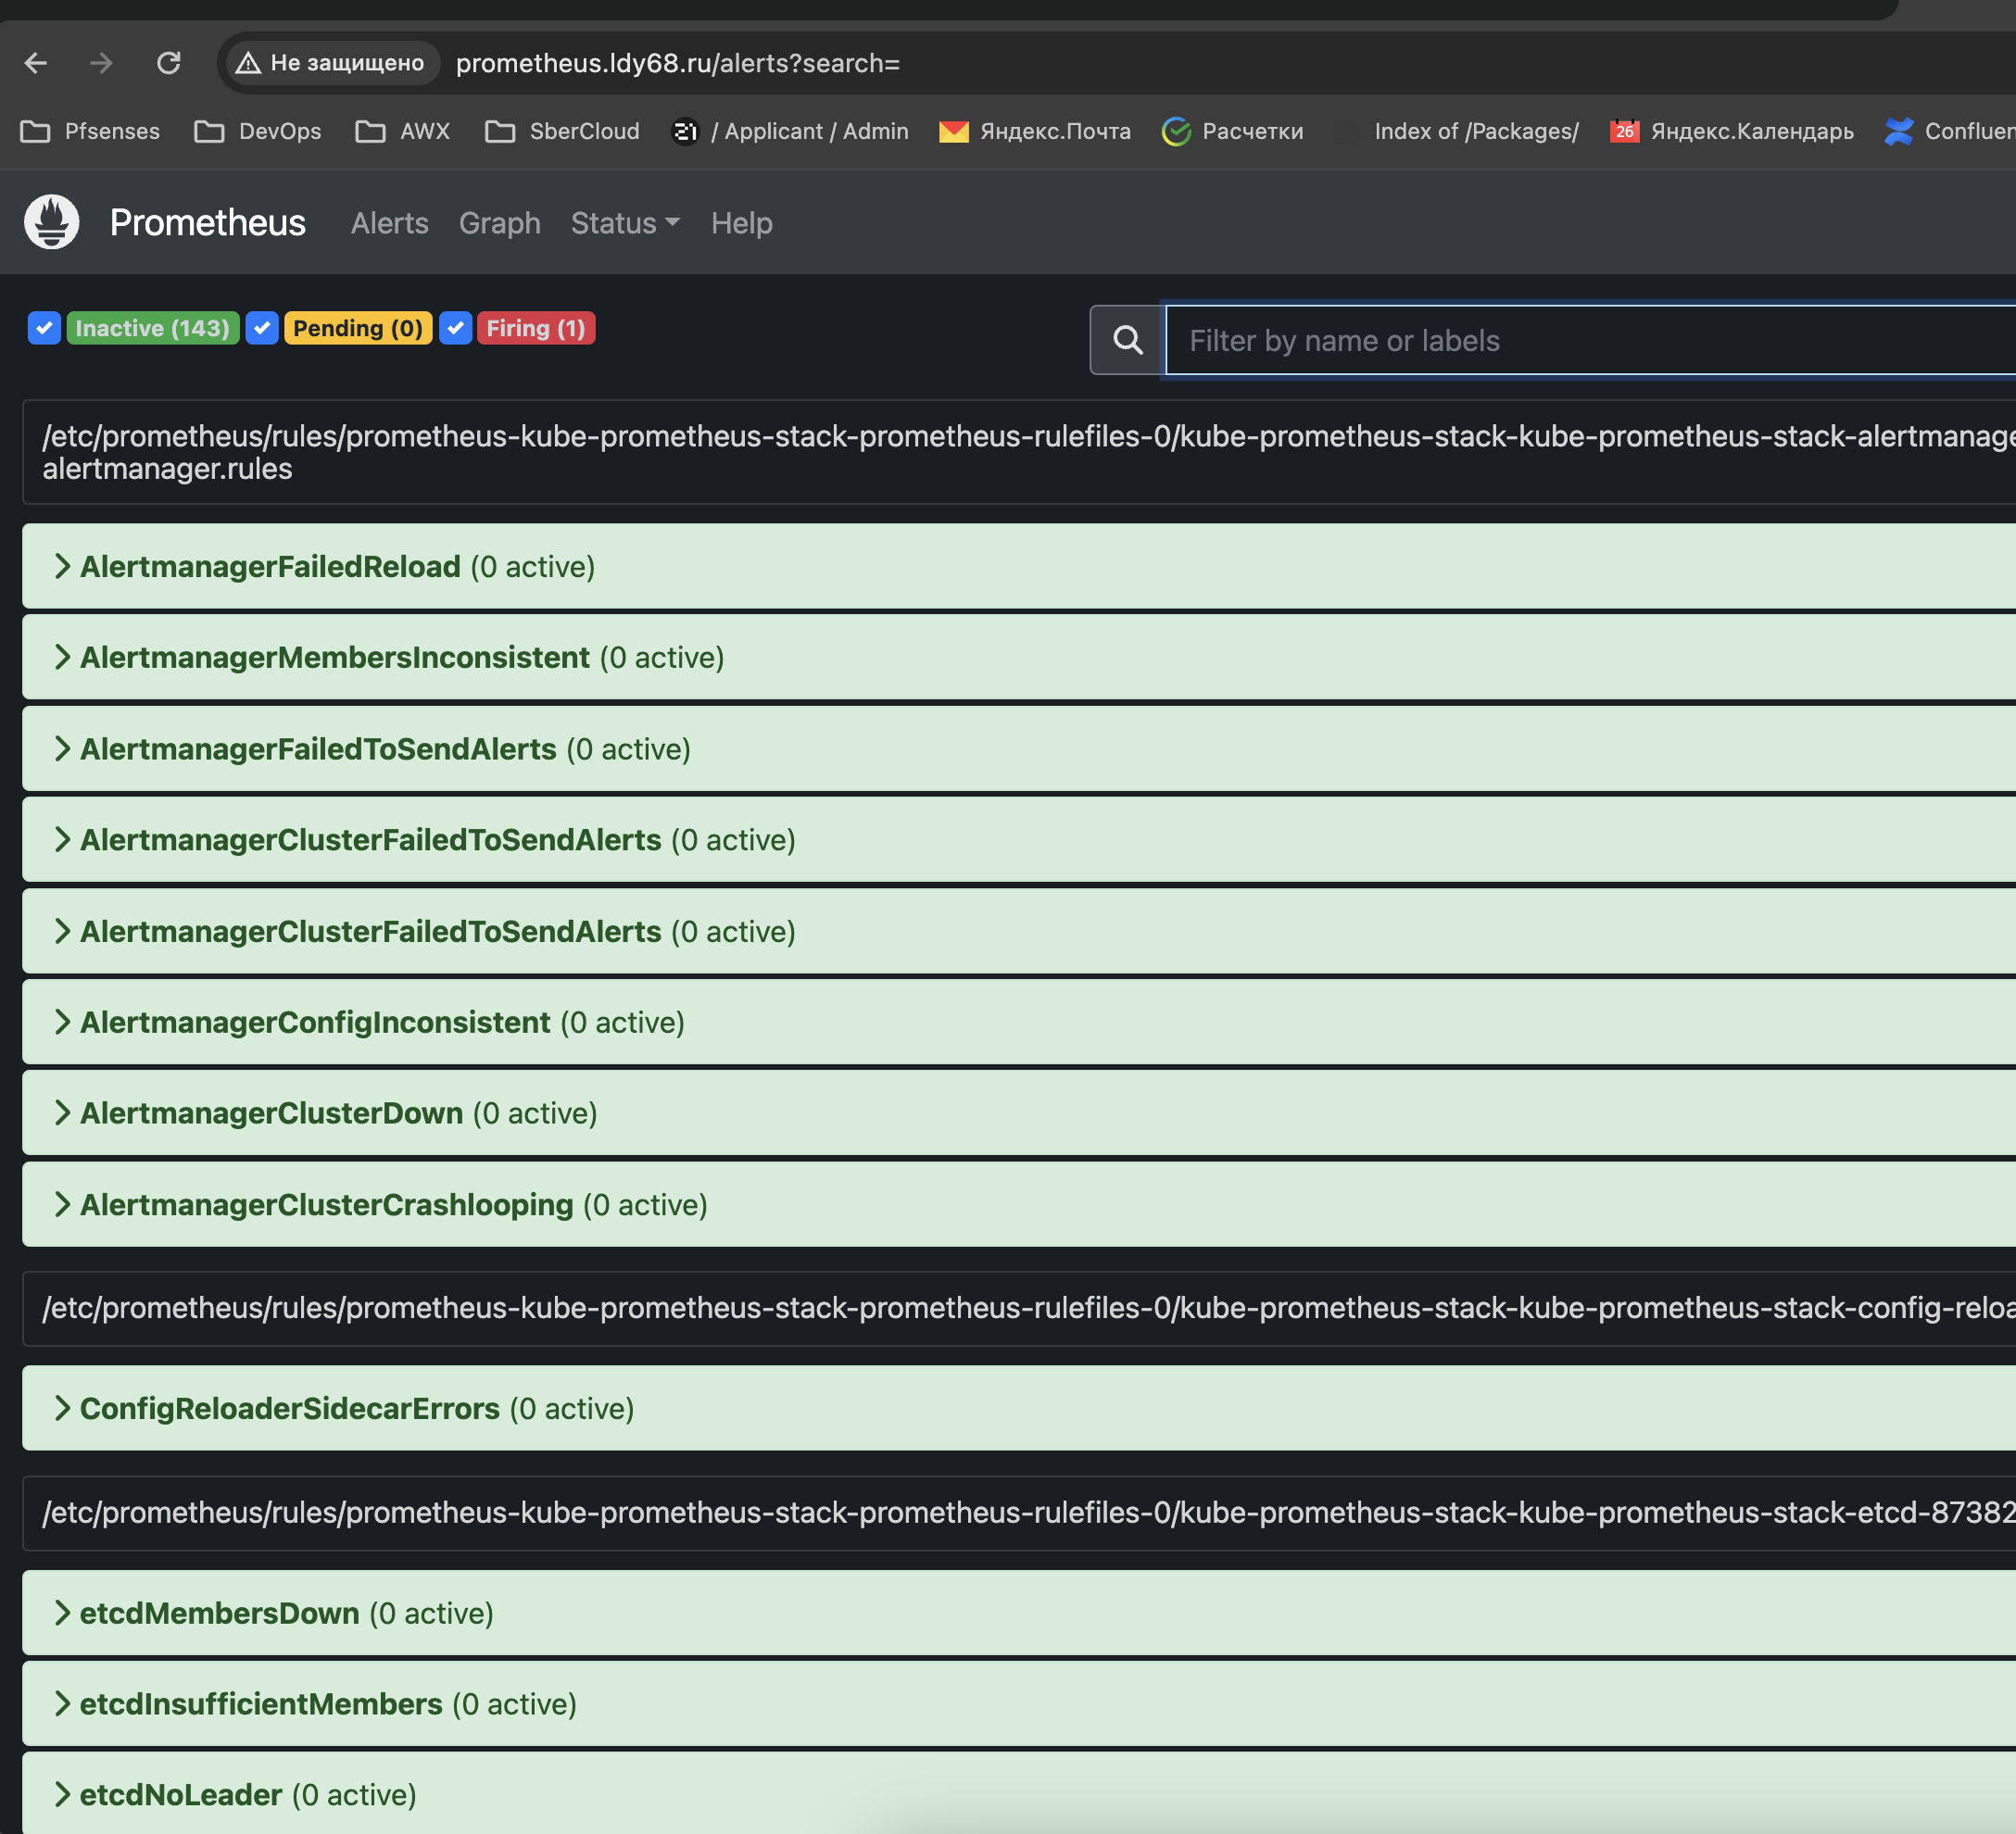 Не защищено prometheus.ldy68.ru/alerts?search=
Pfsenses DevOps AWX SberCloud / Applicant / Admin Яндекс.Почта Расчетки Index of /Packages/ 26 Яндекс.Календарь Confluen
Prometheus Alerts Graph Status Help
Inactive (143) Pending (0) Firing (1) Filter by name or labels
/etc/prometheus/rules/prometheus-kube-prometheus-stack-prometheus-rulefiles-0/kube-prometheus-stack-kube-prometheus-stack-alertmanage
alertmanager.rules
AlertmanagerFailedReload (0 active)
AlertmanagerMembersInconsistent (0 active)
AlertmanagerFailedToSendAlerts (0 active)
AlertmanagerClusterFailedToSendAlerts (0 active)
AlertmanagerClusterFailedToSendAlerts (0 active)
AlertmanagerConfigInconsistent (0 active)
AlertmanagerClusterDown (0 active)
AlertmanagerClusterCrashlooping (0 active)
/etc/prometheus/rules/prometheus-kube-prometheus-stack-prometheus-rulefiles-0/kube-prometheus-stack-kube-prometheus-stack-config-reloa
ConfigReloaderSidecarErrors (0 active)
/etc/prometheus/rules/prometheus-kube-prometheus-stack-prometheus-rulefiles-0/kube-prometheus-stack-kube-prometheus-stack-etcd-87382
etcdMembersDown (0 active)
etcdInsufficientMembers (0 active)
etcdNoLeader (0 active)